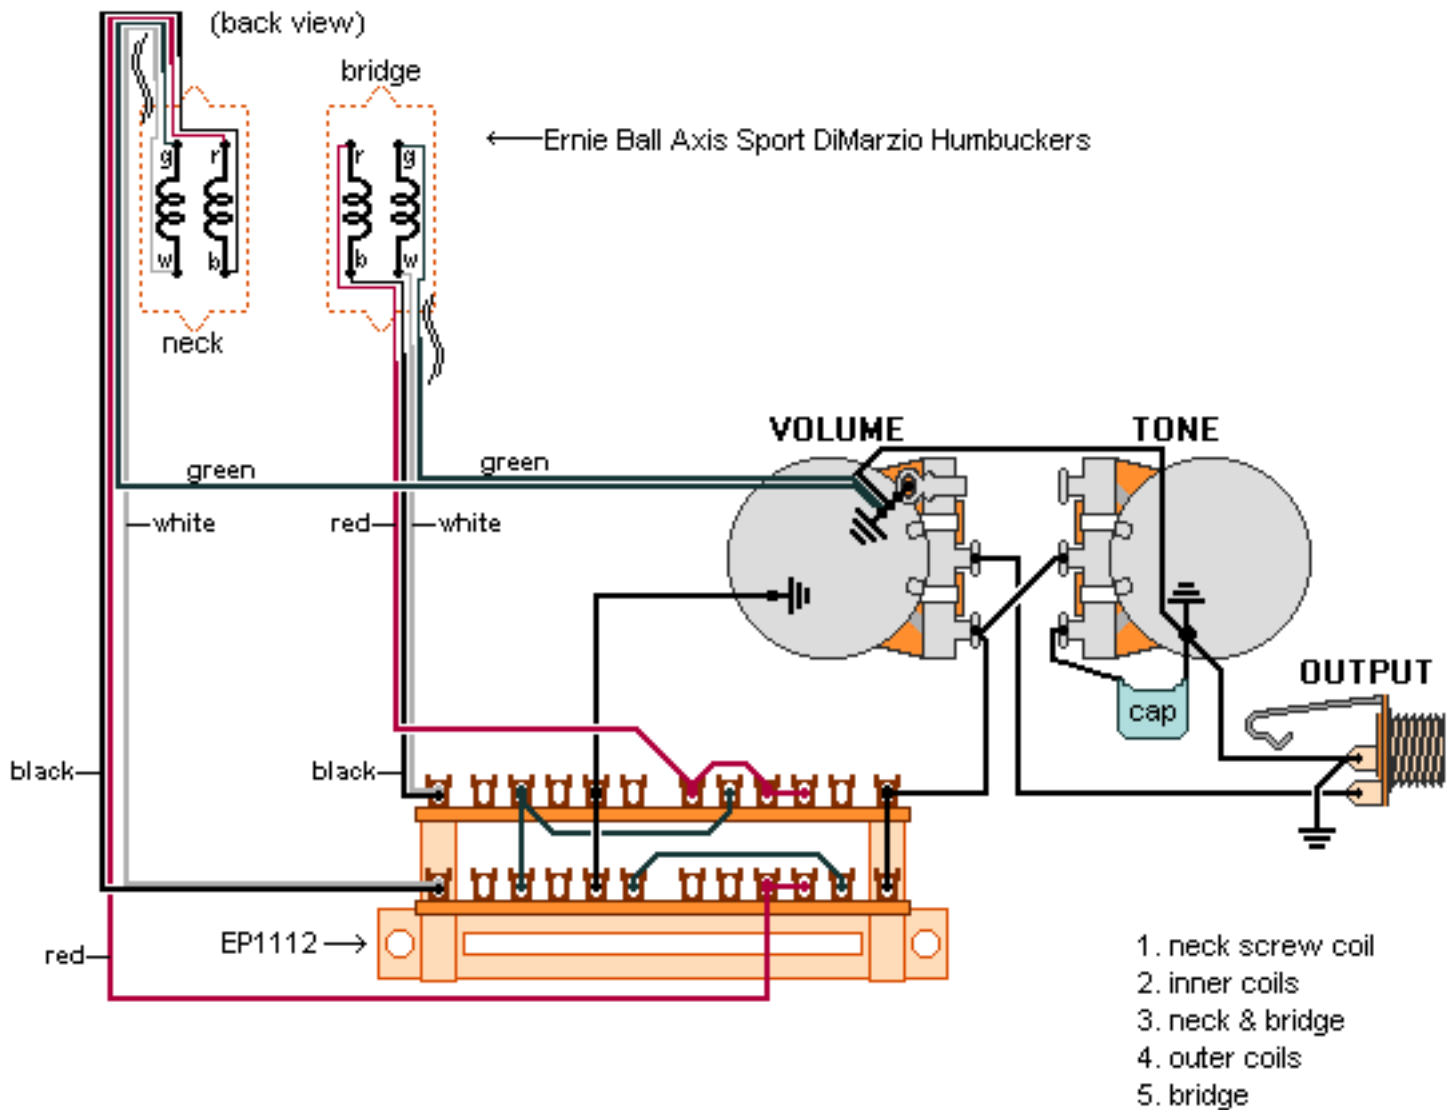 (back view)
bridge
Ernie Ball Axis Sport DiMarzio Humbuckers
g r
r g
w b
b w
neck
VOLUME
TONE
green
green
white
red
white
OUTPUT
cap
black
black
EP1112
red
1. neck screw coil
2. inner coils
3. neck & bridge
4. outer coils
5. bridge